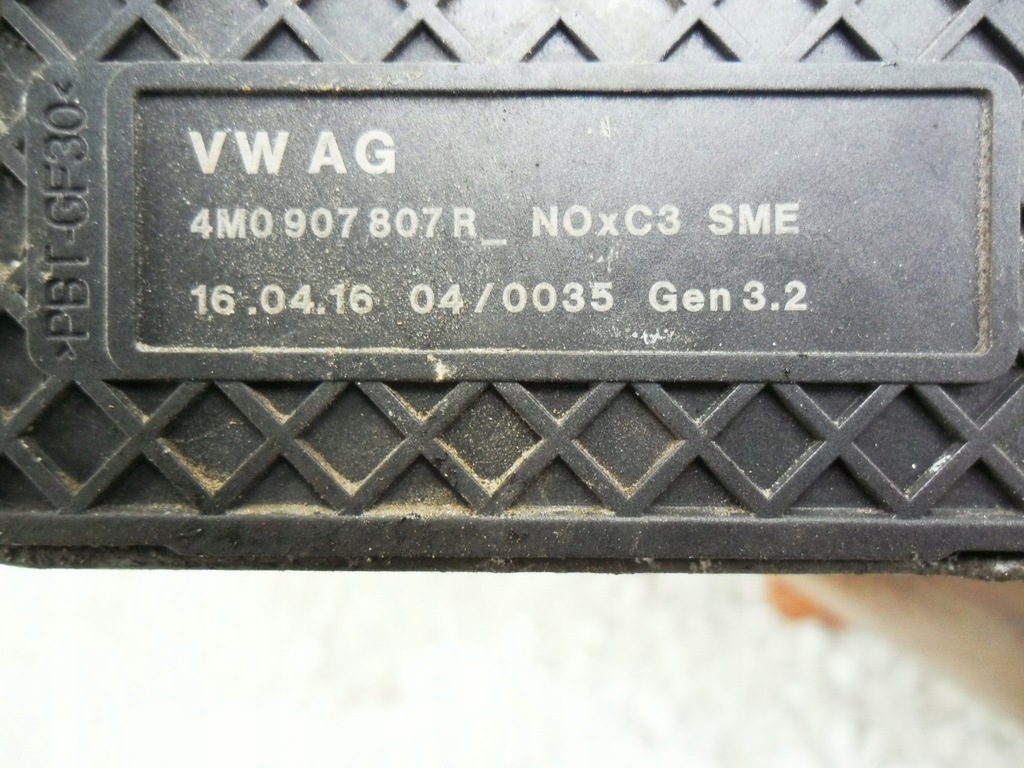 VW AG
4M0 907 807 R_ NOxC3 SME
16.04.16 04/0035 Gen 3.2
>PBT-GF30<